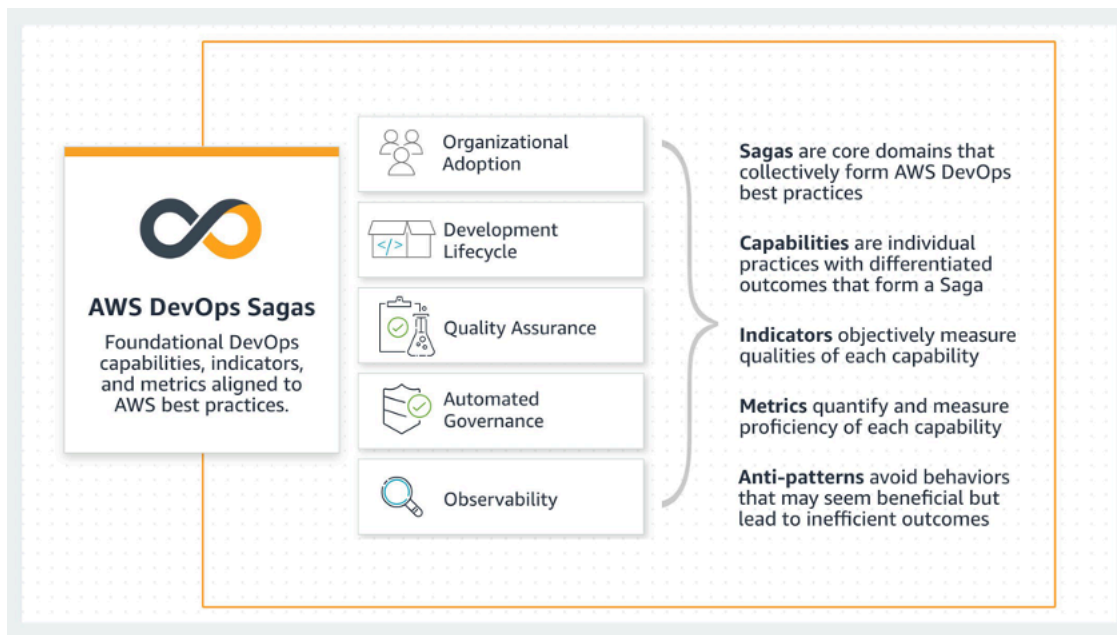 AWS DevOps Sagas
Foundational DevOps
capabilities, indicators,
and metrics aligned to
AWS best practices.
Organizational
Adoption
</>
Development
Lifecycle
Quality Assurance
Automated
Governance
Observability
Sagas are core domains that
collectively form AWS DevOps
best practices
Capabilities are individual
practices with differentiated
outcomes that form a Saga
Indicators objectively measure
qualities of each capability
Metrics quantify and measure
proficiency of each capability
Anti-patterns avoid behaviors
that may seem beneficial but
lead to inefficient outcomes